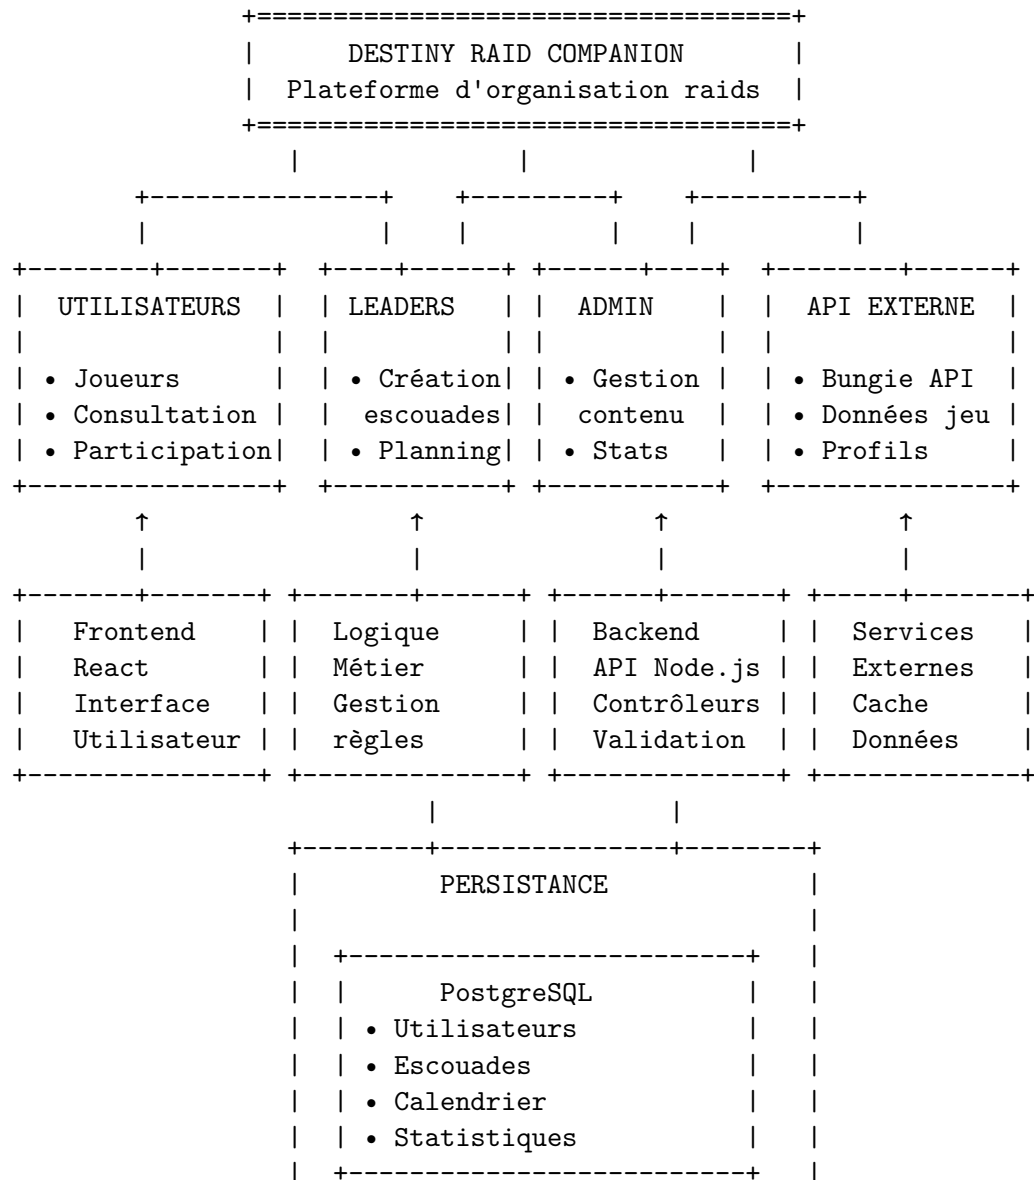 DESTINY RAID COMPANION
Plateforme d'organisation raids
UTILISATEURS
• Joueurs
• Consultation
• Participation
LEADERS
• Création
escouades
• Planning
ADMIN
• Gestion
contenu
• Stats
API EXTERNE
• Bungie API
• Données jeu
• Profils
Frontend
React
Interface
Utilisateur
Logique
Métier
Gestion
règles
Backend
API Node.js
Contrôleurs
Validation
Services
Externes
Cache
Données
PERSISTANCE
PostgreSQL
• Utilisateurs
• Escouades
• Calendrier
• Statistiques